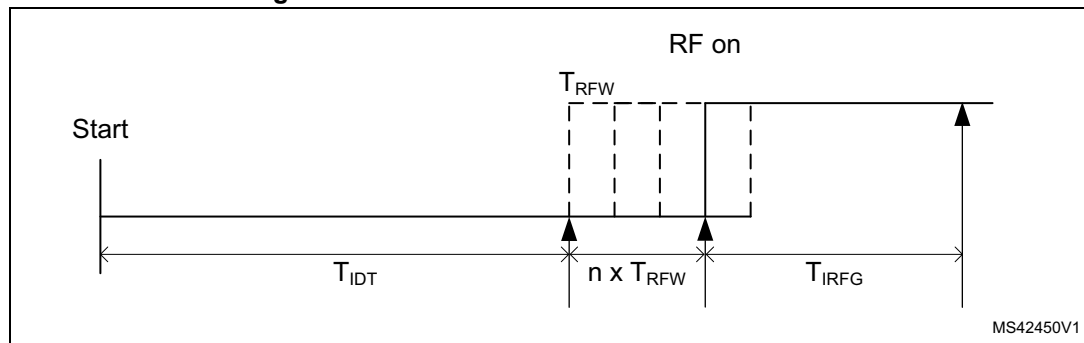 g
RF on
T_RFW
Start
T_IDT
n x T_RFW
T_IRFG
MS42450V1